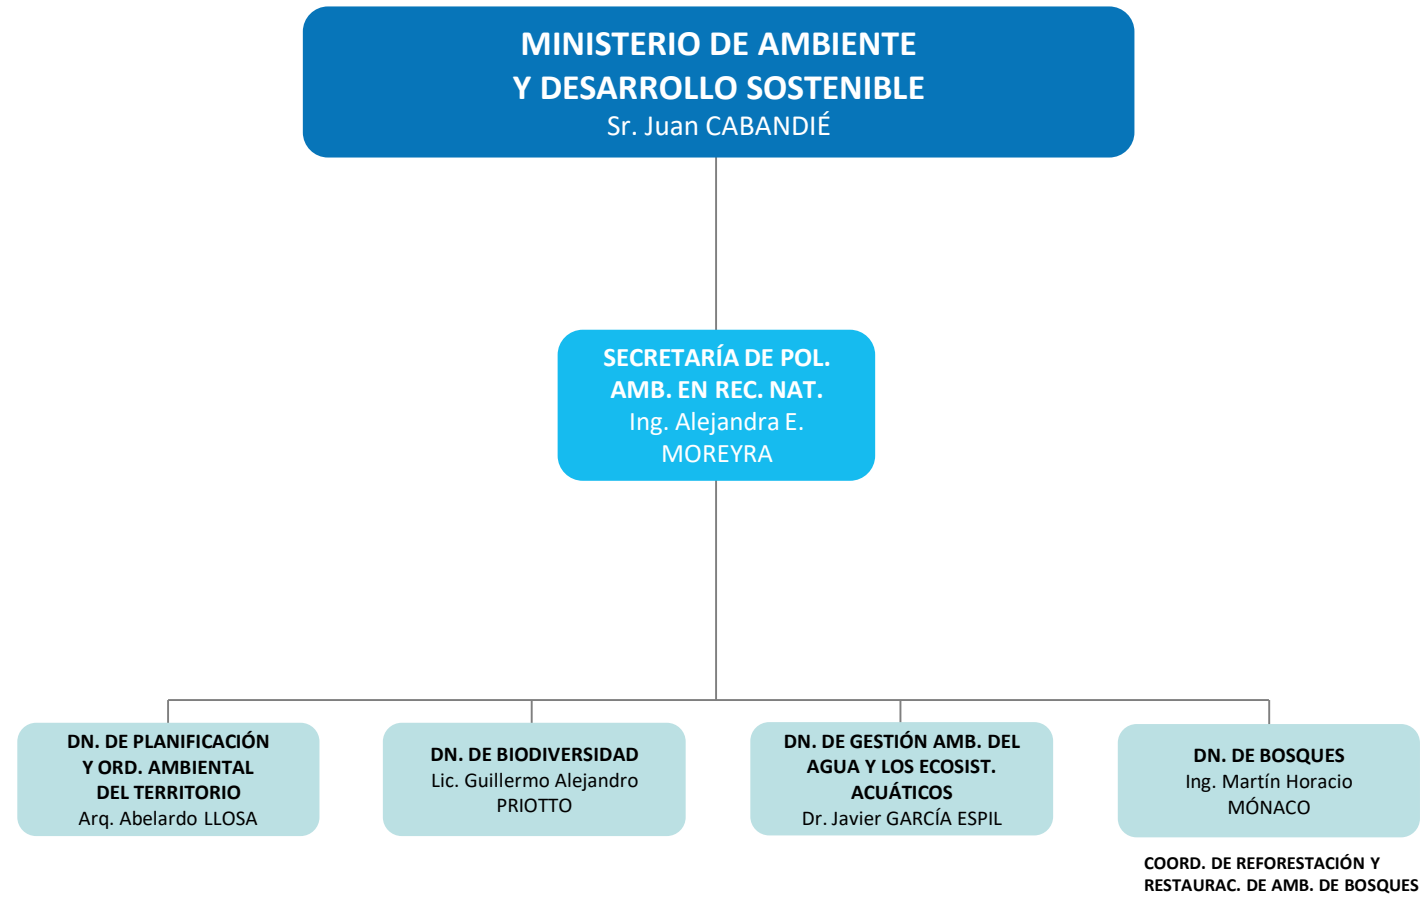 MINISTERIO DE AMBIENTE
Y DESARROLLO SOSTENIBLE
Sr. Juan CABANDIÉ
SECRETARÍA DE POL.
AMB. EN REC. NAT.
Ing. Alejandra E.
MOREYRA
DN. DE PLANIFICACIÓN
Y ORD. AMBIENTAL
DEL TERRITORIO
Arq. Abelardo LLOSA
DN. DE BIODIVERSIDAD
Lic. Guillermo Alejandro
PRIOTTO
DN. DE GESTIÓN AMB. DEL
AGUA Y LOS ECOSIST.
ACUÁTICOS
Dr. Javier GARCÍA ESPIL
DN. DE BOSQUES
Ing. Martín Horacio
MÓNACO
COORD. DE REFORESTACIÓN Y
RESTAURAC. DE AMB. DE BOSQUES